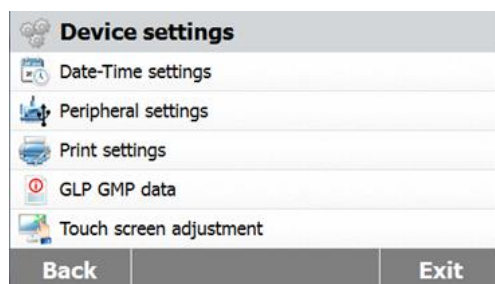 Device settings
Date-Time settings
Peripheral settings
Print settings
GLP GMP data
Touch screen adjustment
Back Exit